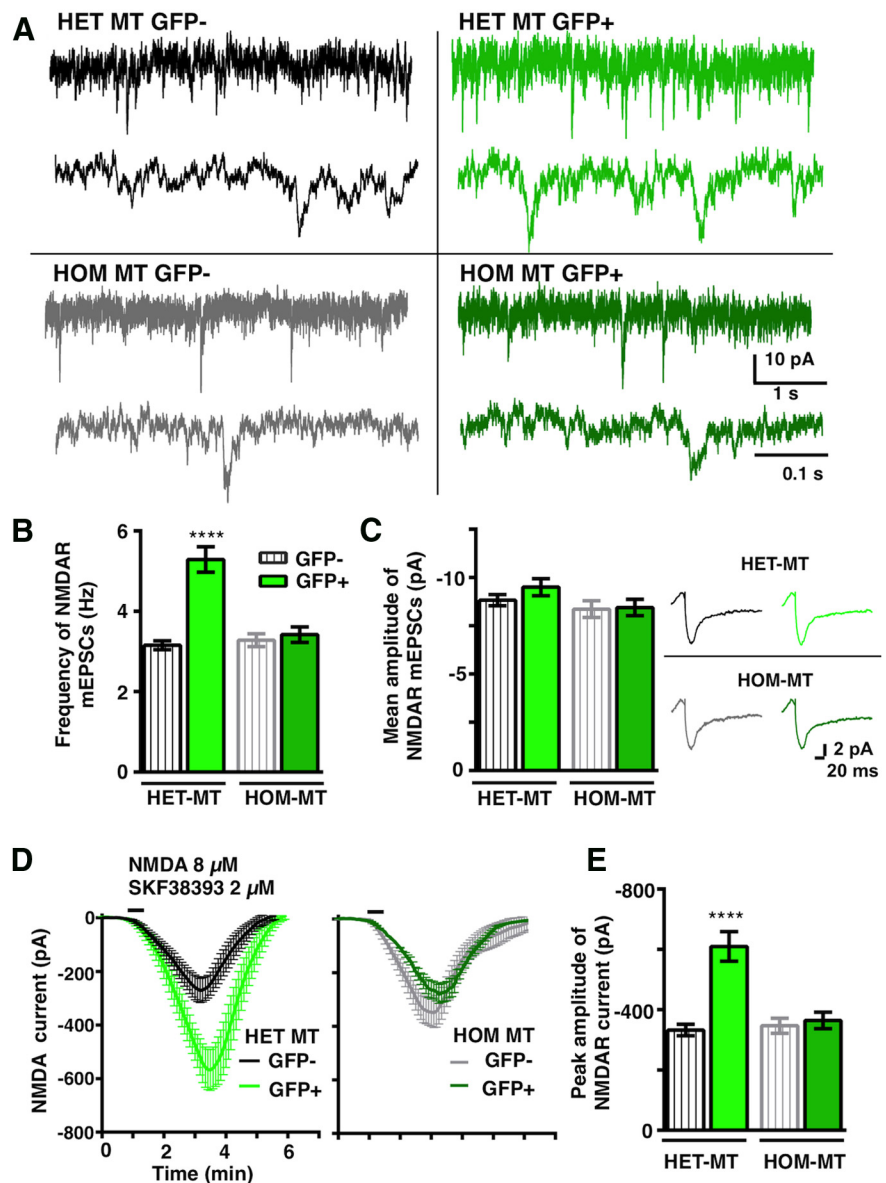 A
HET MT GFP-
HET MT GFP+
HOM MT GFP-
HOM MT GFP+
10 pA
1 s
0.1 s
B
Frequency of NMDAR
mEPSCs (Hz)
6
4
2
0
****
GFP-
GFP+
HET-MT
HOM-MT
C
Mean amplitude of
NMDAR mEPSCs (pA)
-10
-5
0
HET-MT
HOM-MT
HET-MT
HOM-MT
2 pA
20 ms
D
NMDA 8 µM
SKF38393 2 µM
NMDA current (pA)
0
-200
-400
-600
-800
HET MT
GFP-
GFP+
0
2
4
6
Time (min)
HOM MT
GFP-
GFP+
E
Peak amplitude of
NMDAR current (pA)
-800
-400
0
****
HET-MT
HOM-MT